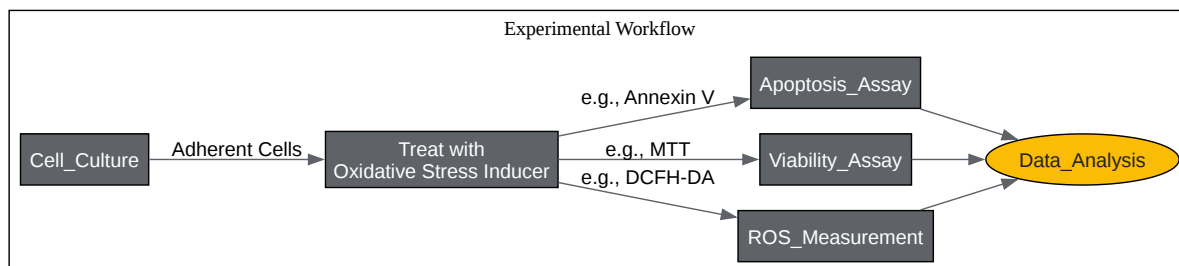 Experimental Workflow
Cell_Culture
Adherent Cells
Treat with
Oxidative Stress Inducer
e.g., Annexin V
e.g., MTT
e.g., DCFH-DA
Apoptosis_Assay
Viability_Assay
ROS_Measurement
Data_Analysis